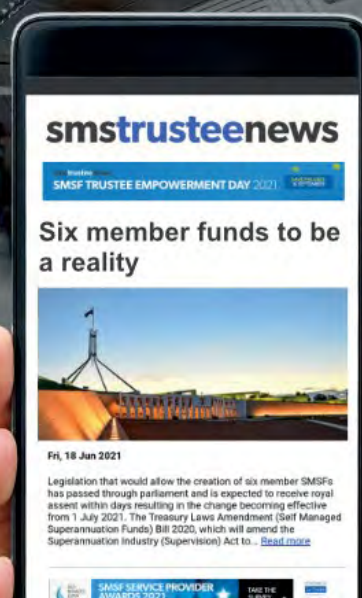 smstrusteenews
SMSF TRUSTEE EMPOWERMENT DAY 2021
Six member funds to be
a reality
Fri, 18 Jun 2021
Legislation that would allow the creation of six member SMSFs
has passed through parliament and is expected to receive royal
assent within days resulting in the change becoming effective
from 1 July 2021. The Treasury Laws Amendment (Self Managed
Superannuation Funds) Bill 2020, which will amend the
Superannuation Industry (Supervision) Act to... Read more
SMSF SERVICE PROVIDER
AWARDS 2021
TAKE THE
SURVEY